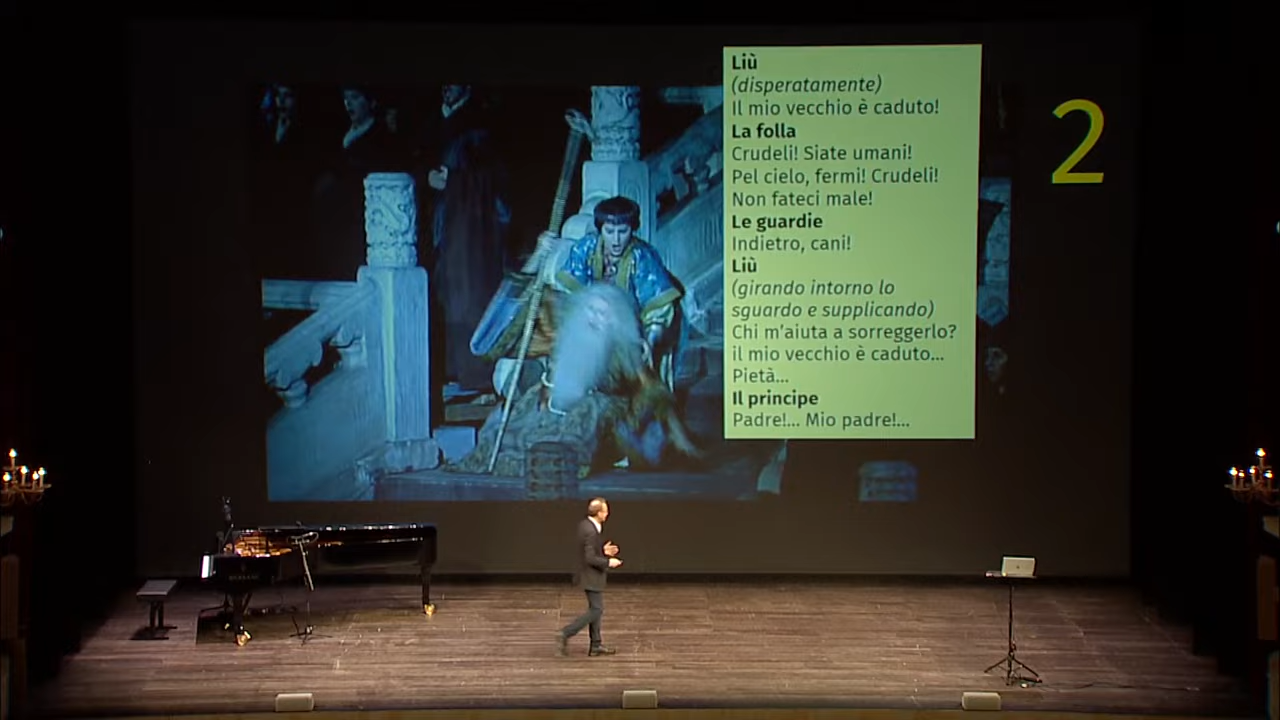 Liù
(disperatamente)
Il mio vecchio è caduto!
La folla
Crudeli! Siate umani!
Pel cielo, fermi! Crudeli!
Non fateci male!
Le guardie
Indietro, cani!
Liù
(girando intorno lo
sguardo e supplicando)
Chi m'aiuta a sorreggerlo?
il mio vecchio è caduto...
Pietà...
Il principe
Padre!... Mio padre!...
2